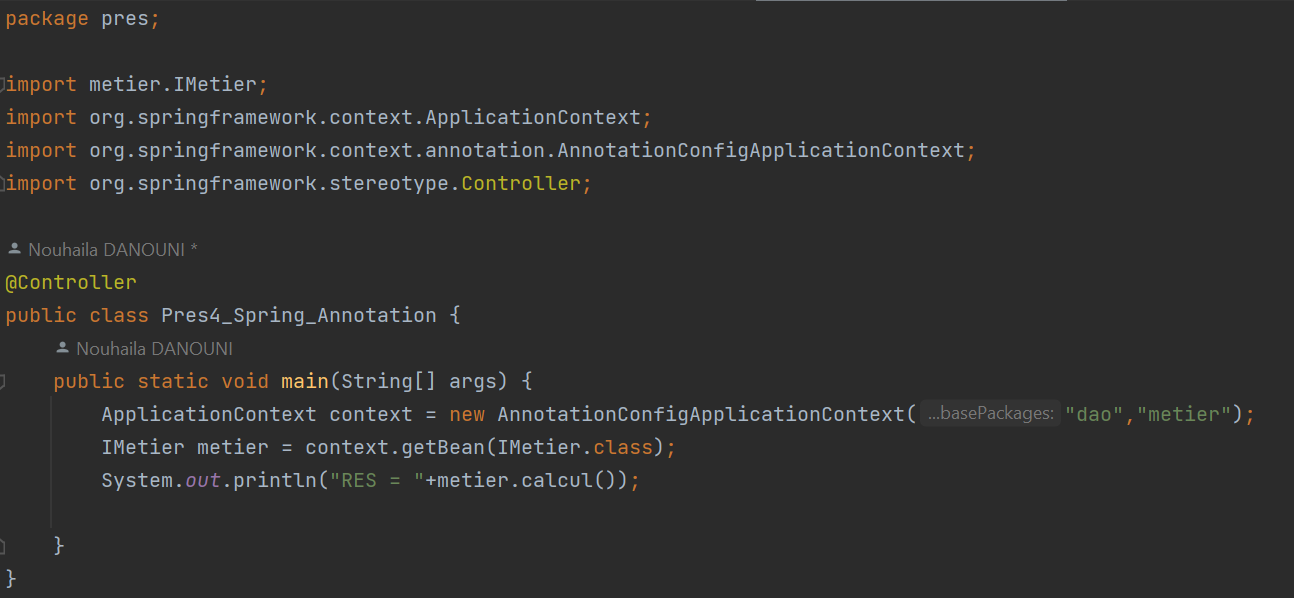 package pres;
import metier.IMetier;
import org.springframework.context.ApplicationContext;
import org.springframework.context.annotation.AnnotationConfigApplicationContext;
import org.springframework.stereotype.Controller;
Nouhaila DANOUNI *
@Controller
public class Pres4_Spring_Annotation {
Nouhaila DANOUNI
public static void main(String[] args) {
ApplicationContext context = new AnnotationConfigApplicationContext( ...basePackages: "dao","metier");
IMetier metier = context.getBean(IMetier.class);
System.out.println("RES = "+metier.calcul());
}
}